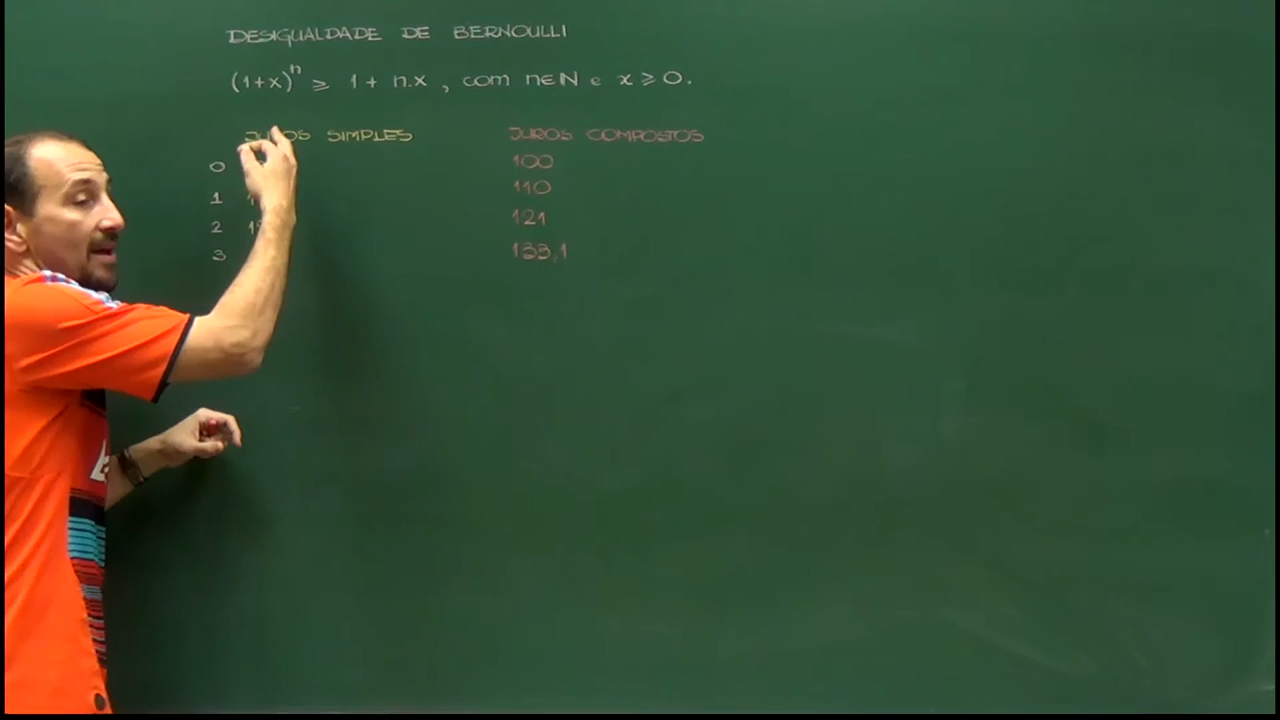 DESIGUALDADE DE BERNOULLI
(1+x)ⁿ ≥ 1 + n.x , com n∈ℕ e x ≥ 0.
JUROS SIMPLES JUROS COMPOSTOS
0 100
1 110
2 121
3 133,1